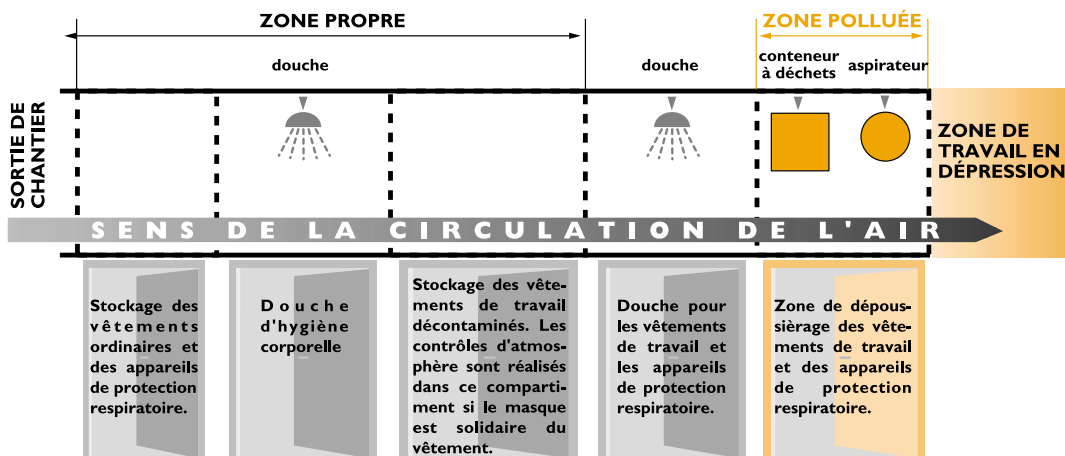 ZONE PROPRE
ZONE POLLUÉE
douche
douche
conteneur
à déchets
aspirateur
SORTIE DE
CHANTIER
ZONE DE
TRAVAIL EN
DÉPRESSION
SENS DE LA CIRCULATION DE L'AIR
Stockage des
vêtements
ordinaires et
des appareils
de protection
respiratoire.
Douche
d'hygiène
corporelle
Stockage des vête-
ments de travail
décontaminés. Les
contrôles d'atmos-
phère sont réalisés
dans ce comparti-
ment si le masque
est solidaire du
vêtement.
Douche pour
les vêtements
de travail et
les appareils
de protection
respiratoire.
Zone de dépous-
sièrage des vête-
ments de travail
et des appareils
de protection
respiratoire.